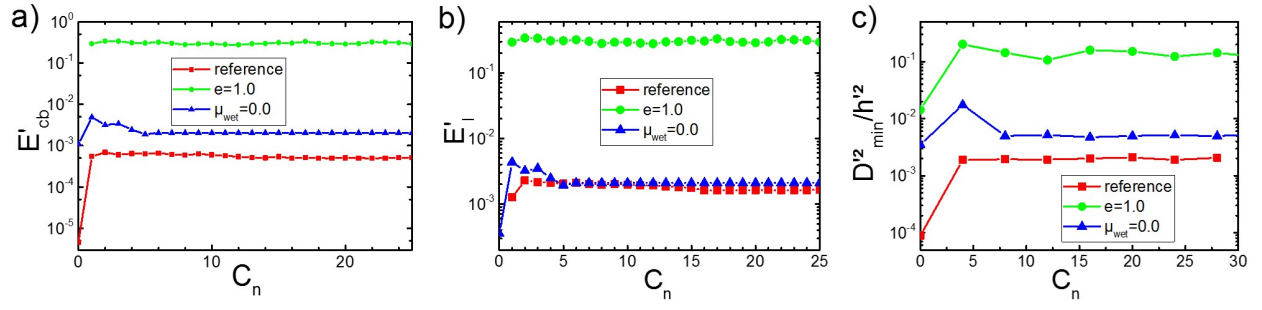 a)
10⁰
10⁻¹
10⁻²
10⁻³
10⁻⁴
10⁻⁵
E'cb
reference
e=1.0
μwet=0.0
0
10
20
Cn
b)
10⁻¹
10⁻²
10⁻³
E'l
reference
e=1.0
μwet=0.0
0
5
10
15
20
25
Cn
c)
10⁻¹
10⁻²
10⁻³
10⁻⁴
D'²min/h'²
reference
e=1.0
μwet=0.0
0
5
10
15
20
25
30
Cn